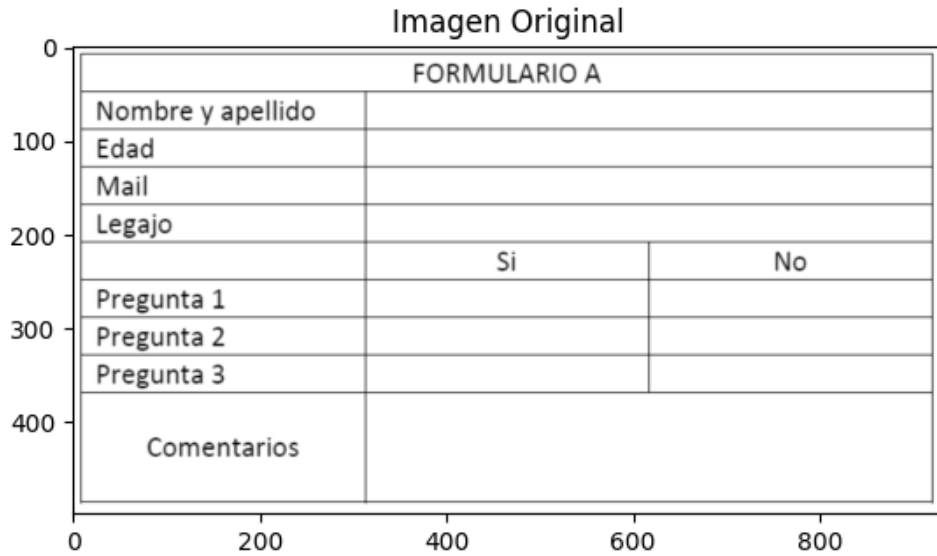 Imagen Original
0
FORMULARIO A
Nombre y apellido
100
Edad
Mail
200
Legajo
Si No
Pregunta 1
300
Pregunta 2
Pregunta 3
400
Comentarios
0 200 400 600 800